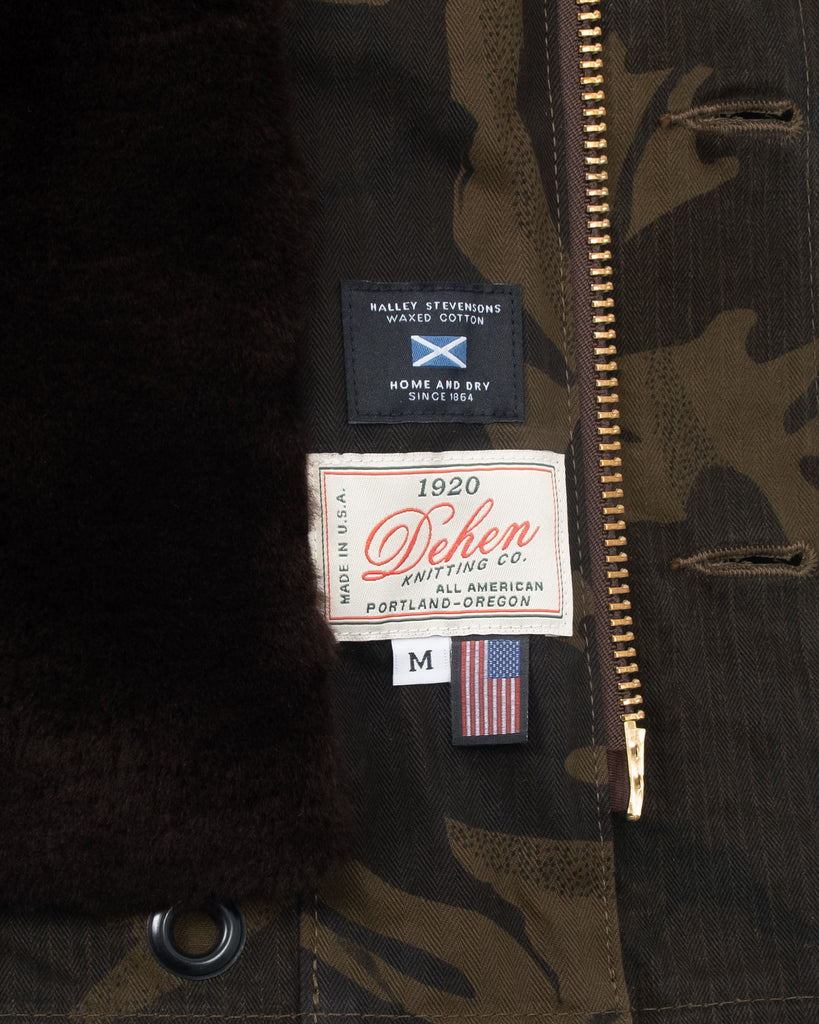 HALLEY STEVENSONS
WAXED COTTON
HOME AND DRY
SINCE 1864
1920
Dehen
KNITTING CO.
MADE IN U.S.A.
ALL AMERICAN
PORTLAND-OREGON
M